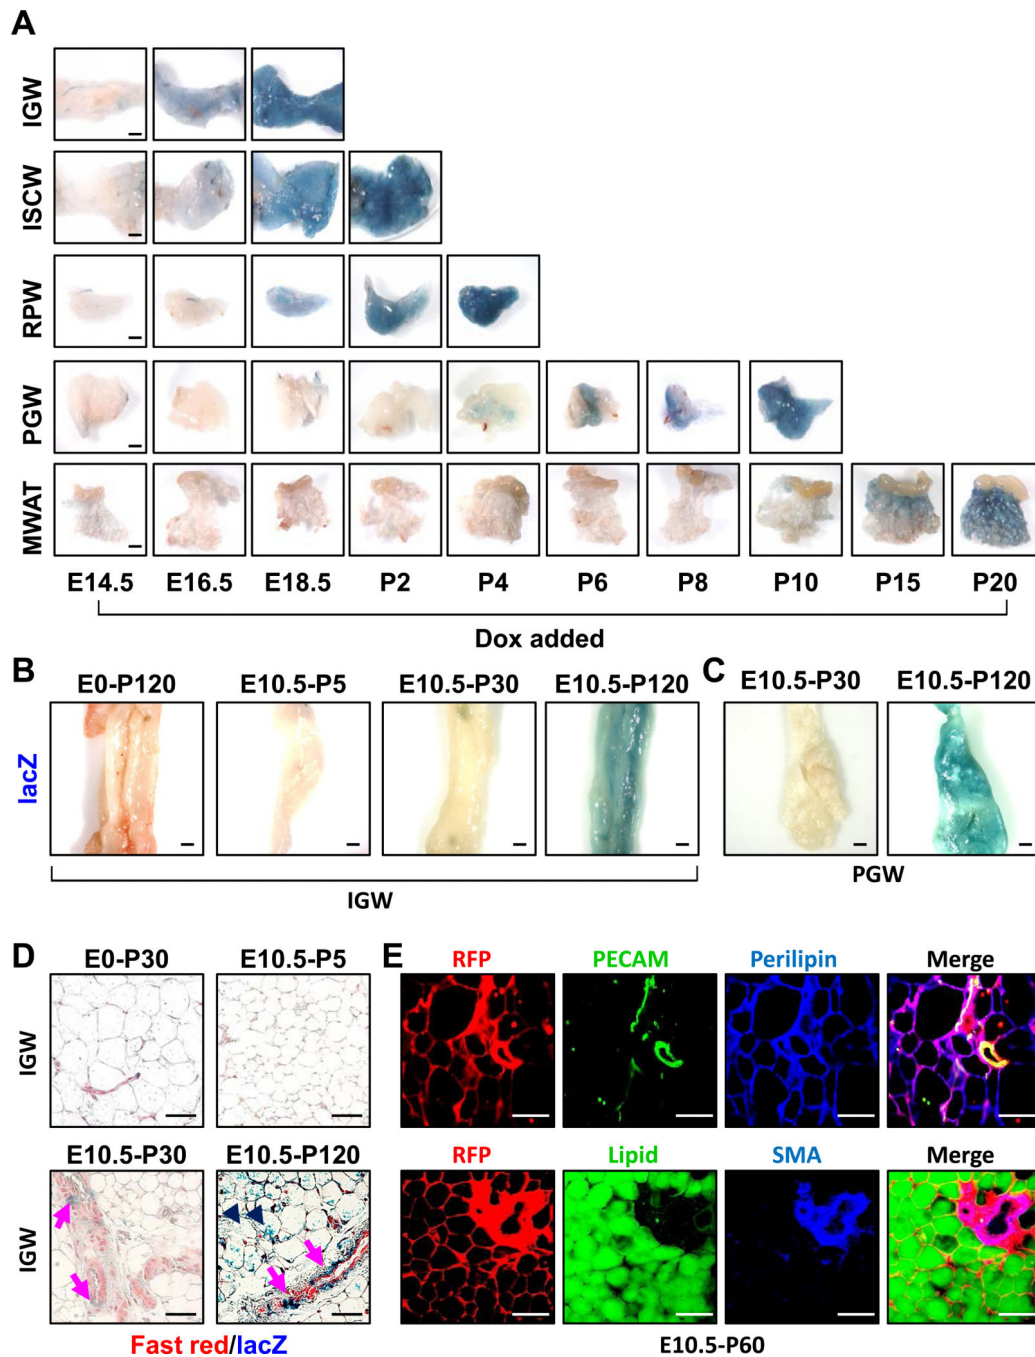 A
IGW
ISCW
RPW
PGW
MWAT
E14.5 E16.5 E18.5 P2 P4 P6 P8 P10 P15 P20
Dox added
B
E0-P120 E10.5-P5 E10.5-P30 E10.5-P120
lacZ
IGW
C
E10.5-P30 E10.5-P120
PGW
D
E0-P30 E10.5-P5
IGW
E10.5-P30 E10.5-P120
IGW
Fast red/lacZ
E
RFP PECAM Perilipin Merge
RFP Lipid SMA Merge
E10.5-P60